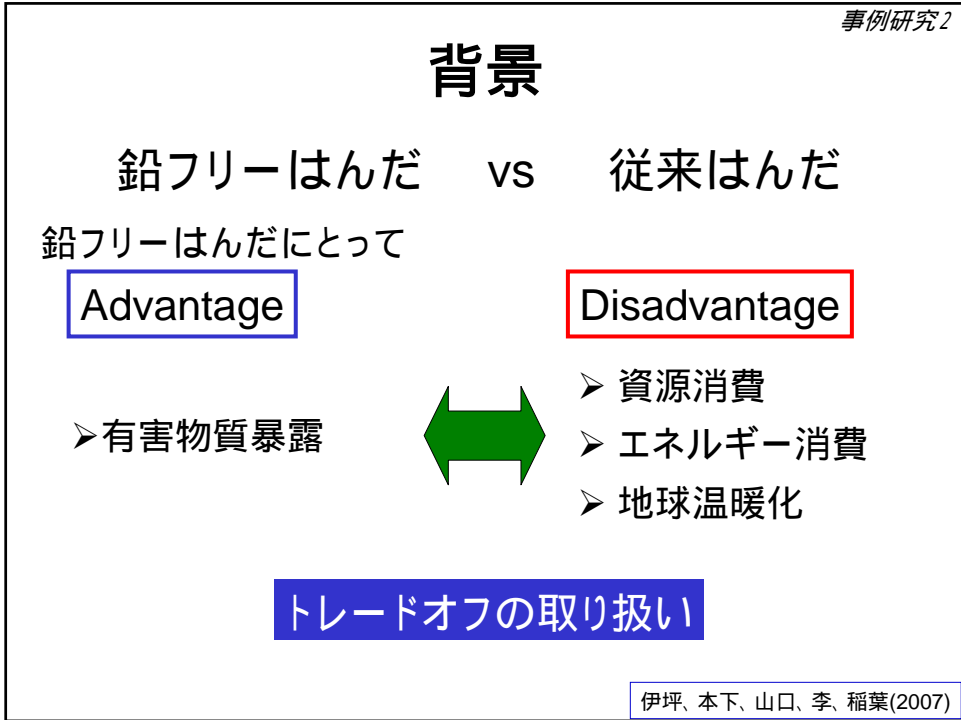 事例研究2
背景
鉛フリーはんだ vs 従来はんだ
鉛フリーはんだにとって
Advantage
Disadvantage
➢有害物質暴露
➢ 資源消費
➢ エネルギー消費
➢ 地球温暖化
トレードオフの取り扱い
伊坪、本下、山口、李、稲葉(2007)